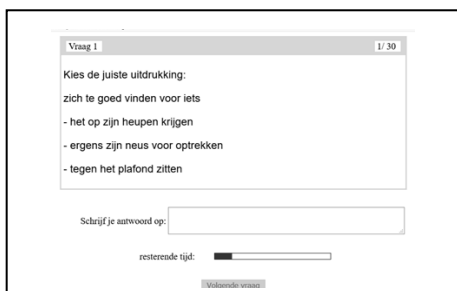 Vraag 1 1/ 30
Kies de juiste uitdrukking:
zich te goed vinden voor iets
- het op zijn heupen krijgen
- ergens zijn neus voor optrekken
- tegen het plafond zitten
Schrijf je antwoord op:
resterende tijd:
Volgende vraag